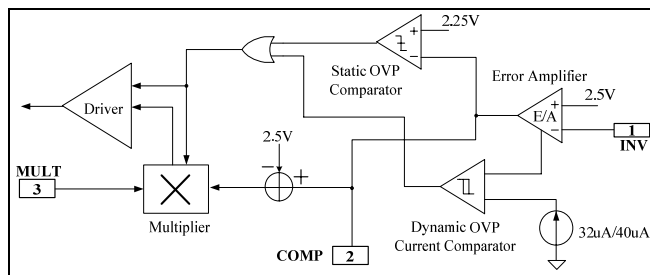 2.25V
+
−
Static OVP
Comparator
Error Amplifier
E/A
+
−
2.5V
1
INV
Driver
2.5V
−
+
MULT
3
Multiplier
COMP
2
Dynamic OVP
Current Comparator
32uA/40uA